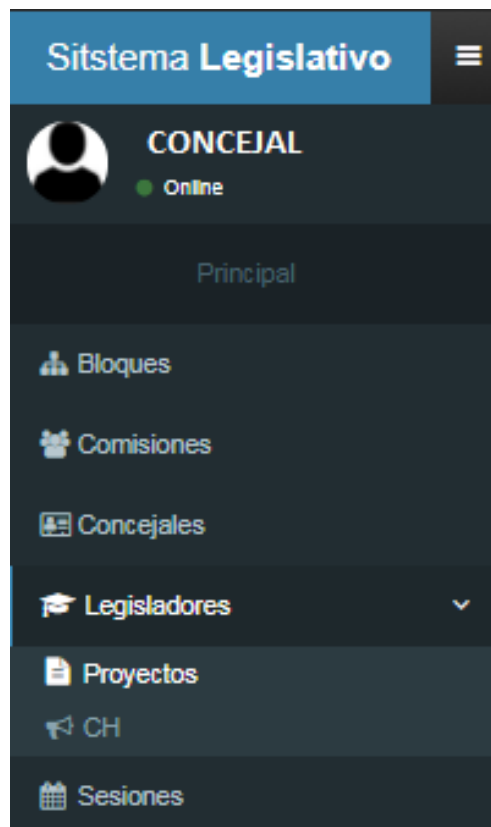 Sitstema Legislativo
CONCEJAL
Online
Principal
Bloques
Comisiones
Concejales
Legisladores
Proyectos
CH
Sesiones